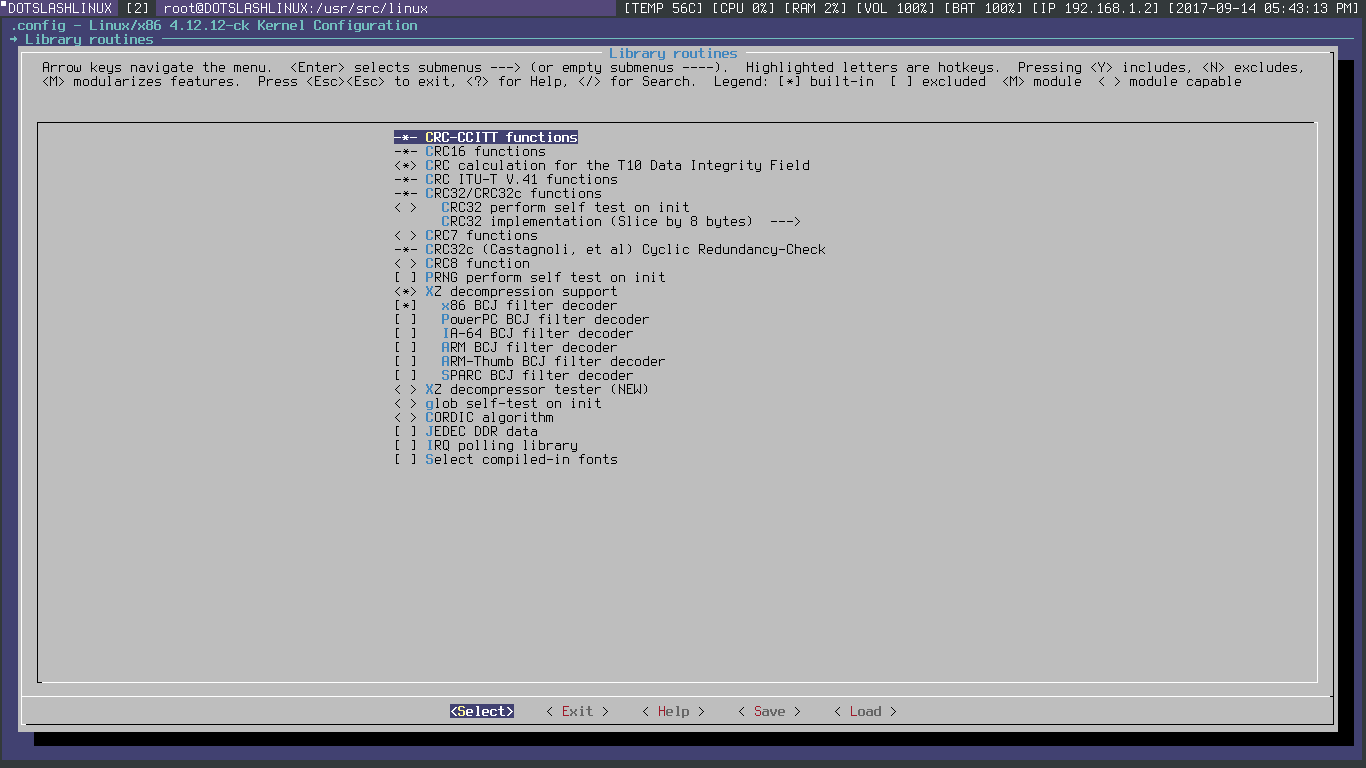 DOTSLASHLINUX [2] root@DOTSLASHLINUX:/usr/src/linux [TEMP 56C] [CPU 0%] [RAM 2%] [VOL 100%] [BAT 100%] [IP 192.168.1.2] [2017-09-14 05:43:13 PM]
.config - Linux/x86 4.12.12-ck Kernel Configuration
→ Library routines
Library routines
Arrow keys navigate the menu.  <Enter> selects submenus ---> (or empty submenus ----).  Highlighted letters are hotkeys.  Pressing <Y> includes, <N> excludes,
<M> modularizes features.  Press <Esc><Esc> to exit, <?> for Help, </> for Search.  Legend: [*] built-in  [ ] excluded  <M> module  < > module capable
-*- CRC-CCITT functions
-*- CRC16 functions
<*> CRC calculation for the T10 Data Integrity Field
-*- CRC ITU-T V.41 functions
-*- CRC32/CRC32c functions
< >   CRC32 perform self test on init
CRC32 implementation (Slice by 8 bytes)  --->
< > CRC7 functions
-*- CRC32c (Castagnoli, et al) Cyclic Redundancy-Check
< > CRC8 function
[ ] PRNG perform self test on init
<*> XZ decompression support
[*]   x86 BCJ filter decoder
[ ]   PowerPC BCJ filter decoder
[ ]   IA-64 BCJ filter decoder
[ ]   ARM BCJ filter decoder
[ ]   ARM-Thumb BCJ filter decoder
[ ]   SPARC BCJ filter decoder
< > XZ decompressor tester (NEW)
< > glob self-test on init
< > CORDIC algorithm
[ ] JEDEC DDR data
[ ] IRQ polling library
[ ] Select compiled-in fonts
<Select>    < Exit >    < Help >    < Save >    < Load >